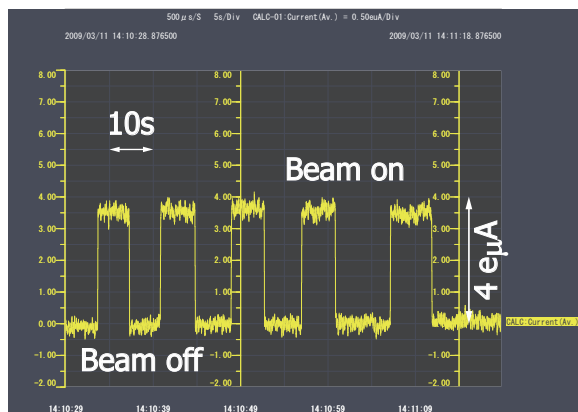 500μs/S 5s/Div CALC-01:Current(Av.) = 0.50euA/Div
2009/03/11 14:10:28.876500 2009/03/11 14:11:18.876500
8.00 8.00 8.00
7.00 7.00 7.00
6.00 6.00 6.00
10s
5.00 5.00 5.00
Beam on
4.00 4.00 4.00
3.00 3.00 3.00
2.00 2.00 2.00
4 eμA
1.00 1.00 1.00
0.00 0.00 0.00 CALC:Current(Av.)
-1.00 -1.00 -1.00
Beam off
-2.00 -2.00 -2.00
14:10:29 14:10:39 14:10:49 14:10:59 14:11:09